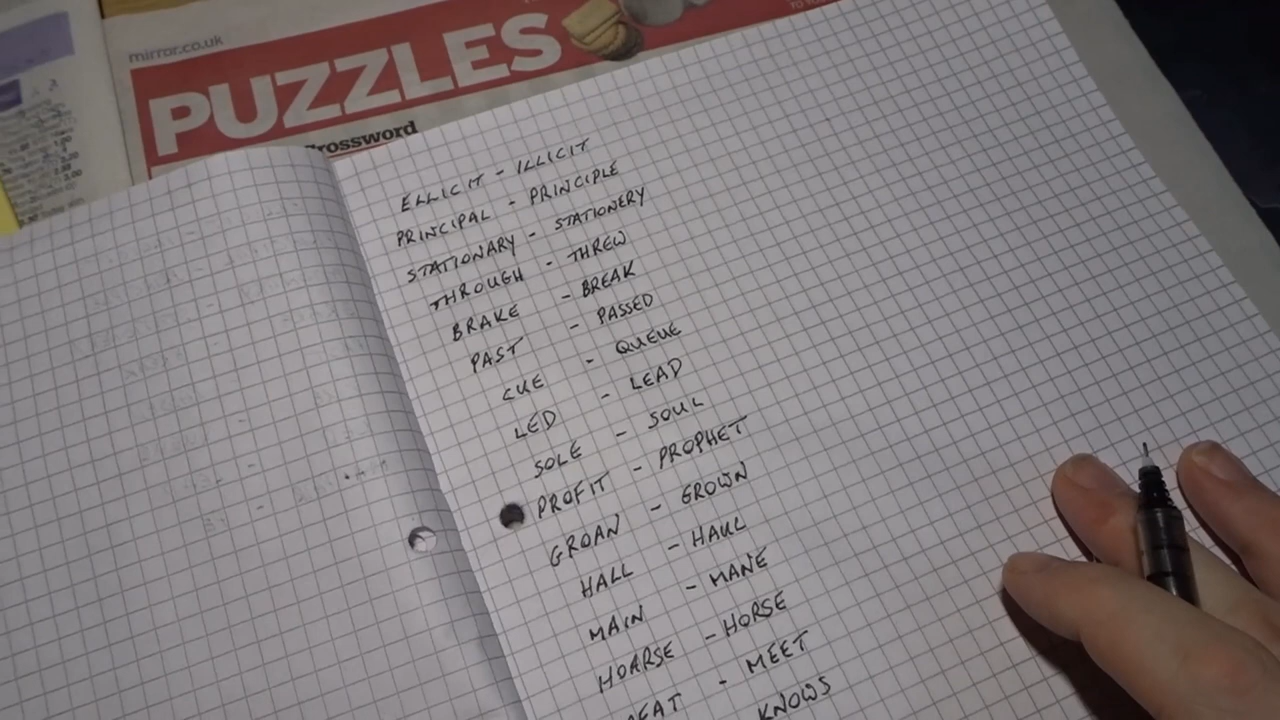 mirror.co.uk
PUZZLES
Crossword
ELLICIT - ILLICIT
PRINCIPAL - PRINCIPLE
STATIONARY - STATIONERY
THROUGH - THREW
BRAKE - BREAK
PAST - PASSED
CUE - QUEUE
LED - LEAD
SOLE - SOUL
PROFIT - PROPHET
GROAN - GROWN
HALL - HAUL
MAIN - MANE
HOARSE - HORSE
- MEET
KNOWS